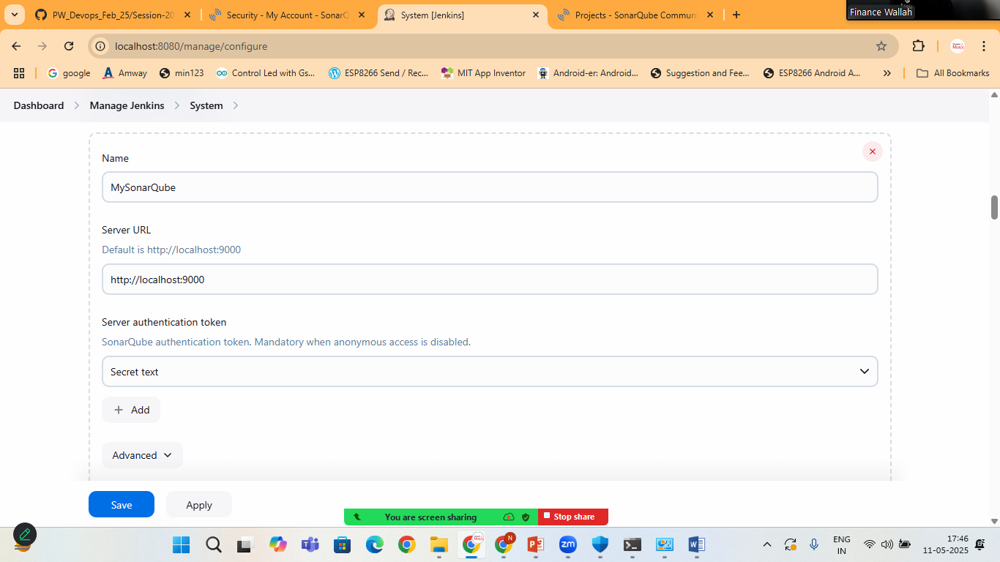 PW_Devops_Feb_25/Session-20
Security - My Account - SonarQ
System [Jenkins]
Projects - SonarQube Commun
Finance Wallah
localhost:8080/manage/configure
google
Amway
min123
Control Led with Gs...
ESP8266 Send / Rec...
MIT App Inventor
Android-er: Android...
Suggestion and Fee...
ESP8266 Android A...
All Bookmarks
Dashboard
Manage Jenkins
System
Name
MySonarQube
Server URL
Default is http://localhost:9000
http://localhost:9000
Server authentication token
SonarQube authentication token. Mandatory when anonymous access is disabled.
Secret text
+ Add
Advanced
Save
Apply
You are screen sharing
Stop share
N
zm
ENG
IN
17:46
11-05-2025